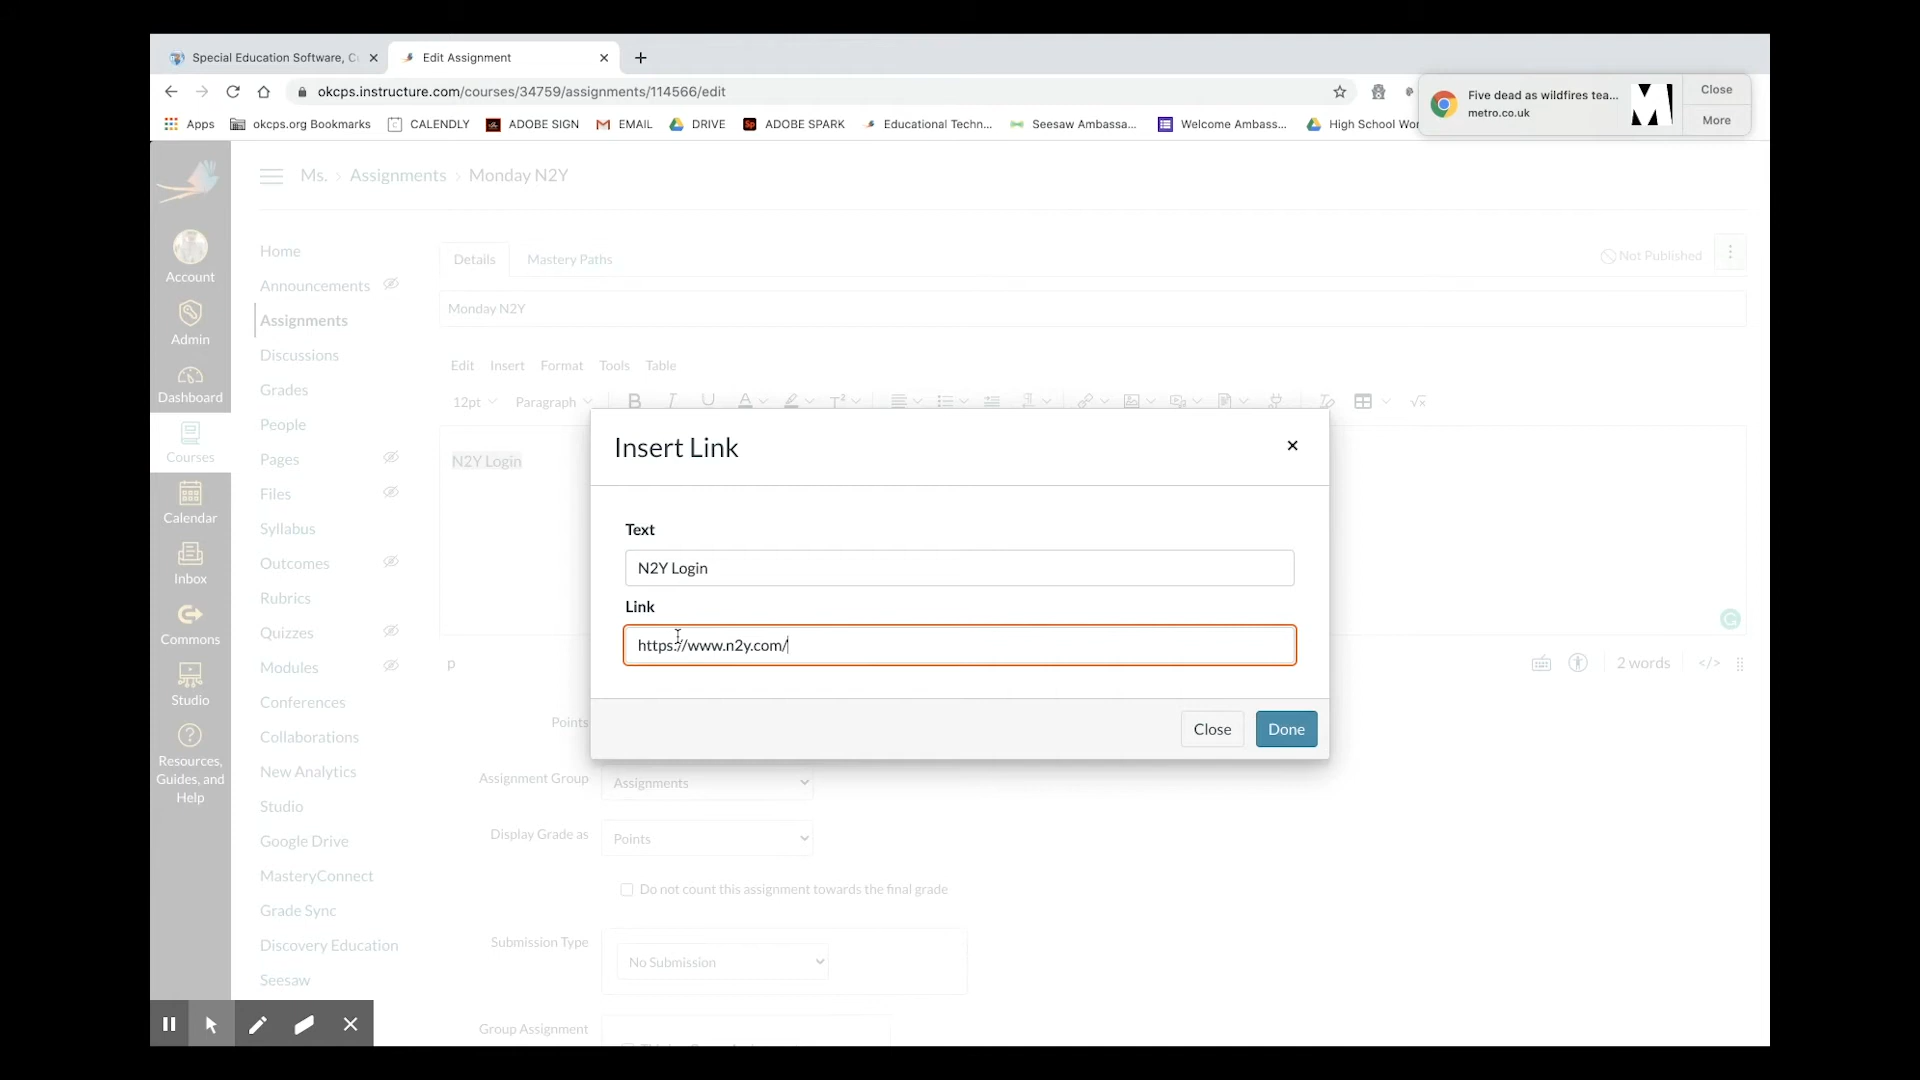 Special Education Software, C
Edit Assignment
okcps.instructure.com/courses/34759/assignments/114566/edit
Five dead as wildfires tea...
metro.co.uk
Close
More
Apps
okcps.org Bookmarks
CALENDLY
ADOBE SIGN
EMAIL
DRIVE
ADOBE SPARK
Educational Techn...
Seesaw Ambassa...
Welcome Ambass...
High School Wor
Ms. > Assignments > Monday N2Y
Account
Admin
Dashboard
Courses
Calendar
Inbox
Commons
Studio
Resources,
Guides, and
Help
Home
Announcements
Assignments
Discussions
Grades
People
Pages
Files
Syllabus
Outcomes
Rubrics
Quizzes
Modules
Conferences
Collaborations
New Analytics
Studio
Google Drive
MasteryConnect
Grade Sync
Discovery Education
Seesaw
Details
Mastery Paths
Not Published
Monday N2Y
Edit Insert Format Tools Table
12pt Paragraph
N2Y Login
Insert Link
Text
N2Y Login
Link
https://www.n2y.com/
Close
Done
p
2 words
</>
Points
Assignment Group
Assignments
Display Grade as
Points
Do not count this assignment towards the final grade
Submission Type
No Submission
Group Assignment